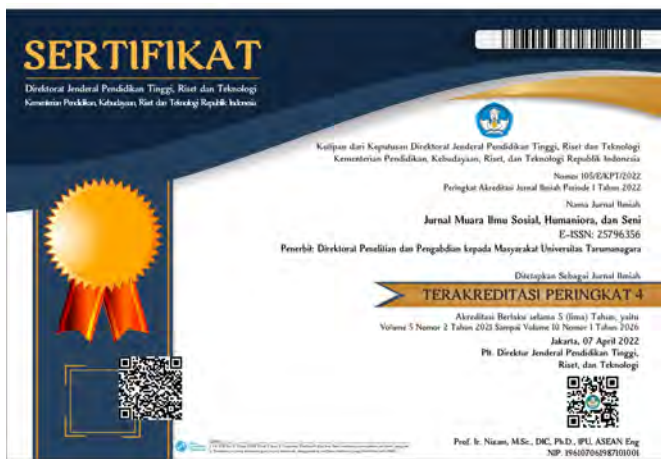 SERTIFIKAT
Direktorat Jenderal Pendidikan Tinggi, Riset dan Teknologi
Kementerian Pendidikan, Kebudayaan, Riset dan Teknologi Republik Indonesia
Kutipan dari Keputusan Direktorat Jenderal Pendidikan Tinggi, Riset dan Teknologi
Kementerian Pendidikan, Kebudayaan, Riset, dan Teknologi Republik Indonesia
Nomor 105/E/KPT/2022
Peringkat Akreditasi Jurnal Ilmiah Periode 1 Tahun 2022
Nama Jurnal Ilmiah
Jurnal Muara Ilmu Sosial, Humaniora, dan Seni
E-ISSN: 25796356
Penerbit: Direktorat Penelitian dan Pengabdian kepada Masyarakat Universitas Tarumanagara
Ditetapkan Sebagai Jurnal Ilmiah
TERAKREDITASI PERINGKAT 4
Akreditasi Berlaku selama 5 (lima) Tahun, yaitu
Volume 5 Nomor 2 Tahun 2021 Sampai Volume 10 Nomor 1 Tahun 2026
Jakarta, 07 April 2022
Plt. Direktur Jenderal Pendidikan Tinggi,
Riset, dan Teknologi
Prof. Ir. Nizam, M.Sc., DIC, Ph.D., IPU, ASEAN Eng
NIP. 196107061987101001